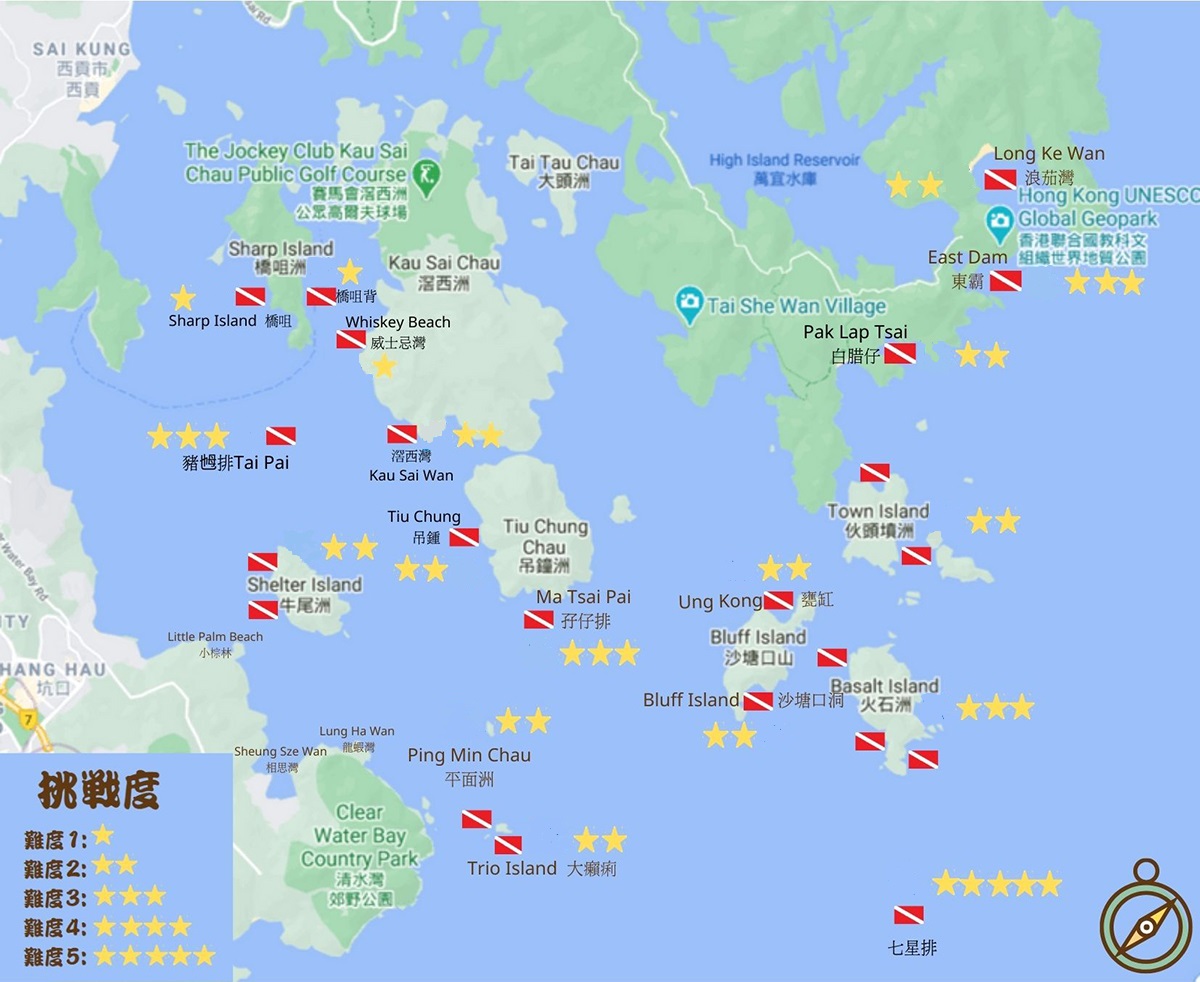 SAI KUNG
西貢市
西貢
The Jockey Club Kau Sai
Chau Public Golf Course
賽馬會滘西洲
公眾高爾夫球場
Tai Tau Chau
大頭洲
High Island Reservoir
萬宜水庫
Long Ke Wan
浪茄灣
Hong Kong UNESCO
Global Geopark
香港聯合國教科文
組織世界地質公園
Sharp Island
橋咀洲
Kau Sai Chau
滘西洲
East Dam
東霸
橋咀背
Sharp Island 橋咀
Whiskey Beach
威士忌灣
Tai She Wan Village
Pak Lap Tsai
白腊仔
Tai Pai
滘西灣
Kau Sai Wan
Tiu Chung
吊鍾
Tiu Chung
Chau
吊鐘洲
Town Island
伙頭墳洲
Water Bay Rd
Shelter Island
牛尾洲
Ma Tsai Pai
孖仔排
Ung Kong 甕缸
Little Palm Beach
小棕林
Bluff Island
沙塘口山
HANG HAU
坑口
7
Basalt Island
火石洲
Bluff Island 沙塘口洞
Lung Ha Wan
龍蝦灣
Sheung Sze Wan
相思灣
Ping Min Chau
平面洲
Clear
Water Bay
Country Park
清水灣
郊野公園
Trio Island 大癩痢
七星排
挑戦度
難度1:
難度2:
難度3:
難度4:
難度5: